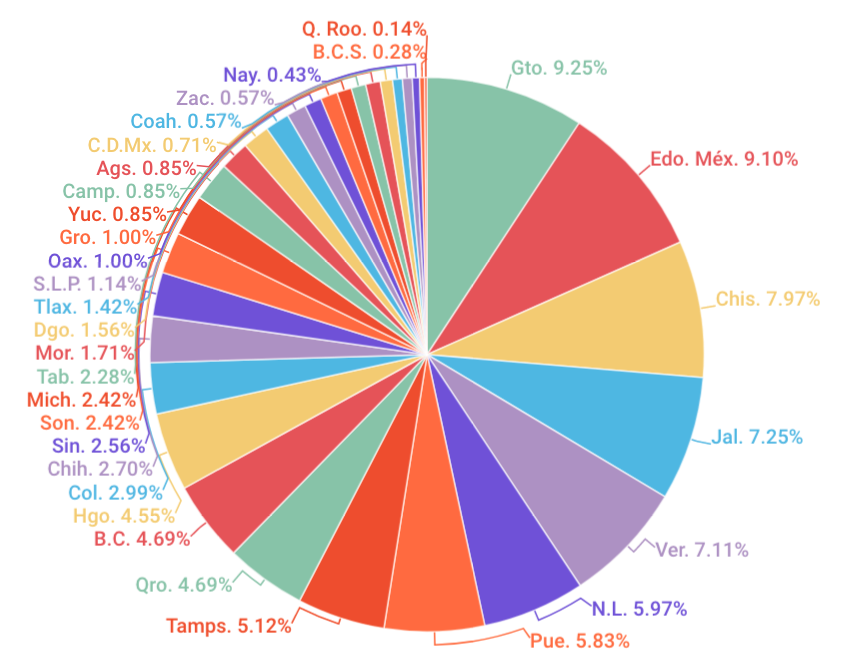 Q. Roo. 0.14%
B.C.S. 0.28%
Nay. 0.43%
Zac. 0.57%
Coah. 0.57%
C.D.Mx. 0.71%
Ags. 0.85%
Camp. 0.85%
Yuc. 0.85%
Gro. 1.00%
Oax. 1.00%
S.L.P. 1.14%
Tlax. 1.42%
Dgo. 1.56%
Mor. 1.71%
Tab. 2.28%
Mich. 2.42%
Son. 2.42%
Sin. 2.56%
Chih. 2.70%
Col. 2.99%
Hgo. 4.55%
B.C. 4.69%
Qro. 4.69%
Tamps. 5.12%
Gto. 9.25%
Edo. Méx. 9.10%
Chis. 7.97%
Jal. 7.25%
Ver. 7.11%
N.L. 5.97%
Pue. 5.83%